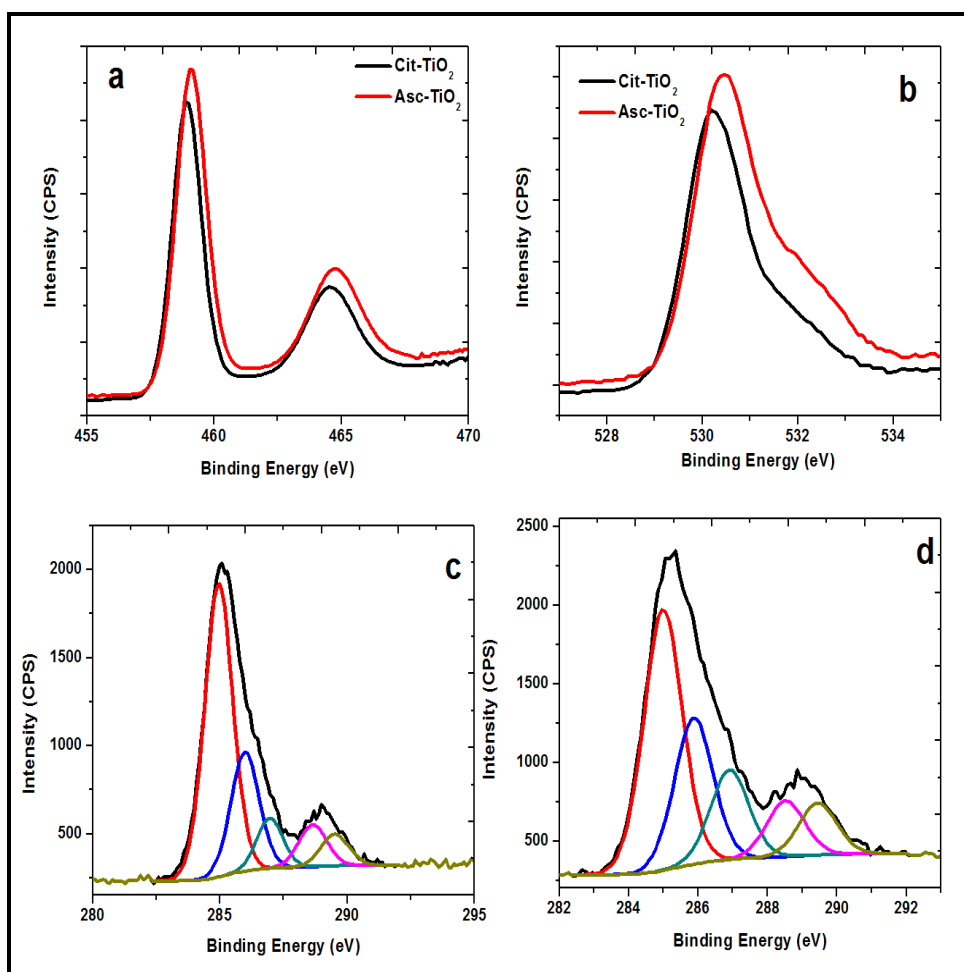 a
Cit-TiO₂
Asc-TiO₂
Intensity (CPS)
455 460 465 470
Binding Energy (eV)
b
Cit-TiO₂
Asc-TiO₂
Intensity (CPS)
528 530 532 534
Binding Energy (eV)
c
Intensity (CPS)
2000
1500
1000
500
280 285 290 295
Binding Energy (eV)
d
Intensity (CPS)
2500
2000
1500
1000
500
282 284 286 288 290 292
Binding Energy (eV)